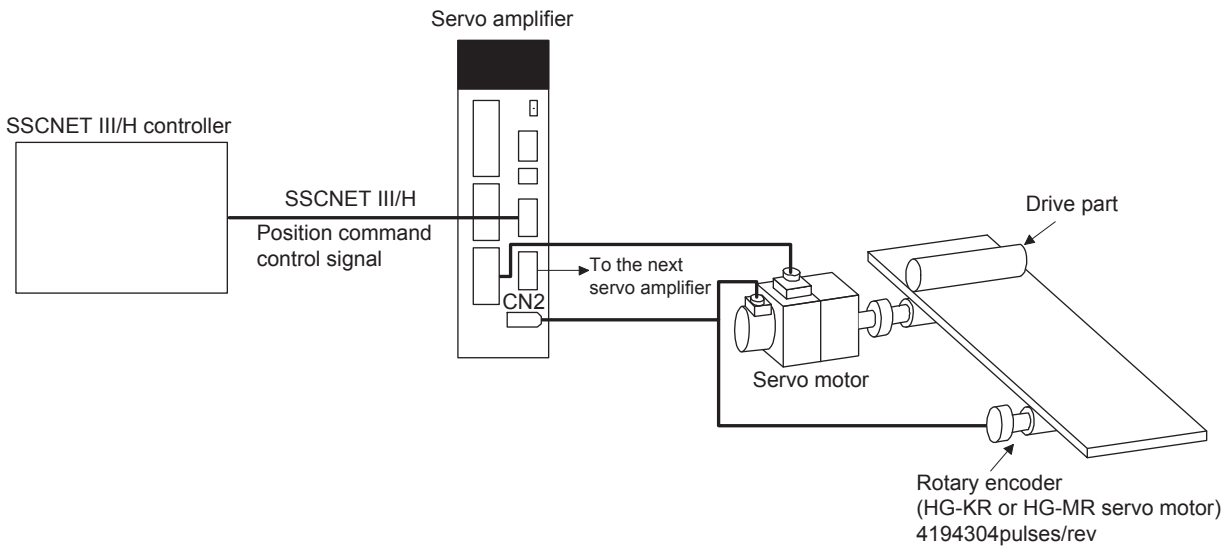 Servo amplifier
SSCNET III/H controller
SSCNET III/H
Position command
control signal
To the next
servo amplifier
CN2
Drive part
Servo motor
Rotary encoder
(HG-KR or HG-MR servo motor)
4194304pulses/rev